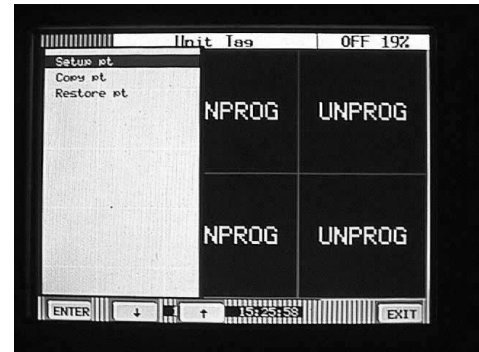 Unit Tag OFF 19%
Setup pt
Copy pt
Restore pt
NPROG UNPROG
NPROG UNPROG
ENTER ↓ ↑ 15:25:58 EXIT